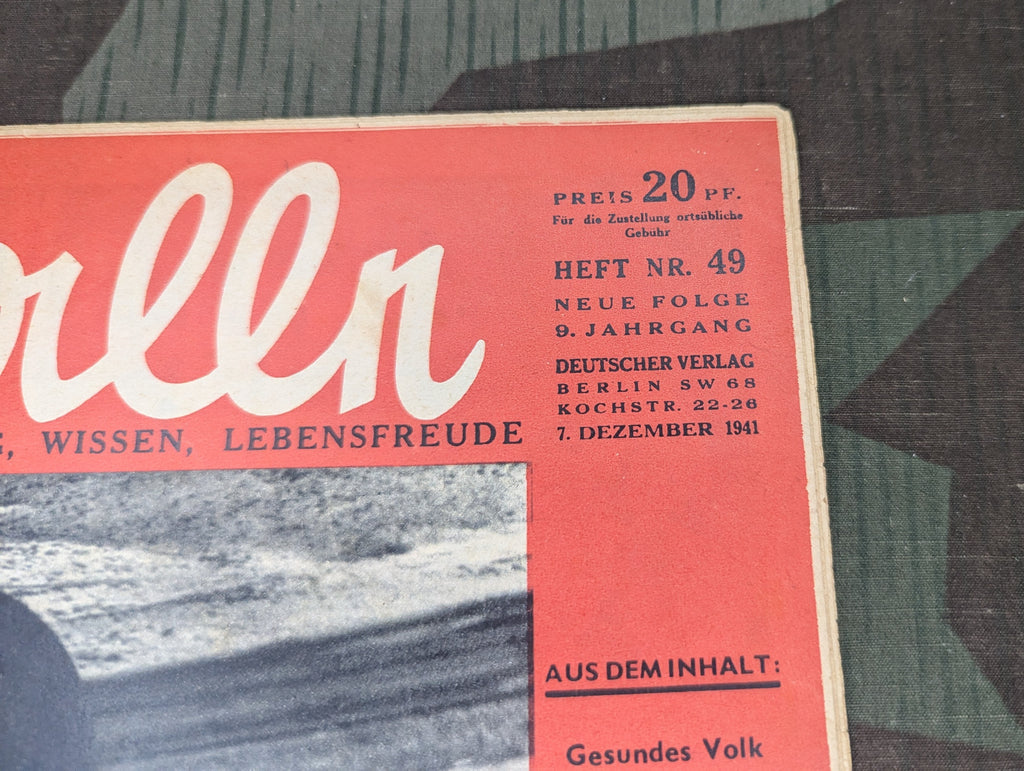 rlln
G, WISSEN, LEBENSFREUDE
PREIS 20 PF.
Für die Zustellung ortsübliche
Gebühr
HEFT NR. 49
NEUE FOLGE
9. JAHRGANG
DEUTSCHER VERLAG
BERLIN SW 68
KOCHSTR. 22-26
7. DEZEMBER 1941
AUS DEM INHALT:
Gesundes Volk